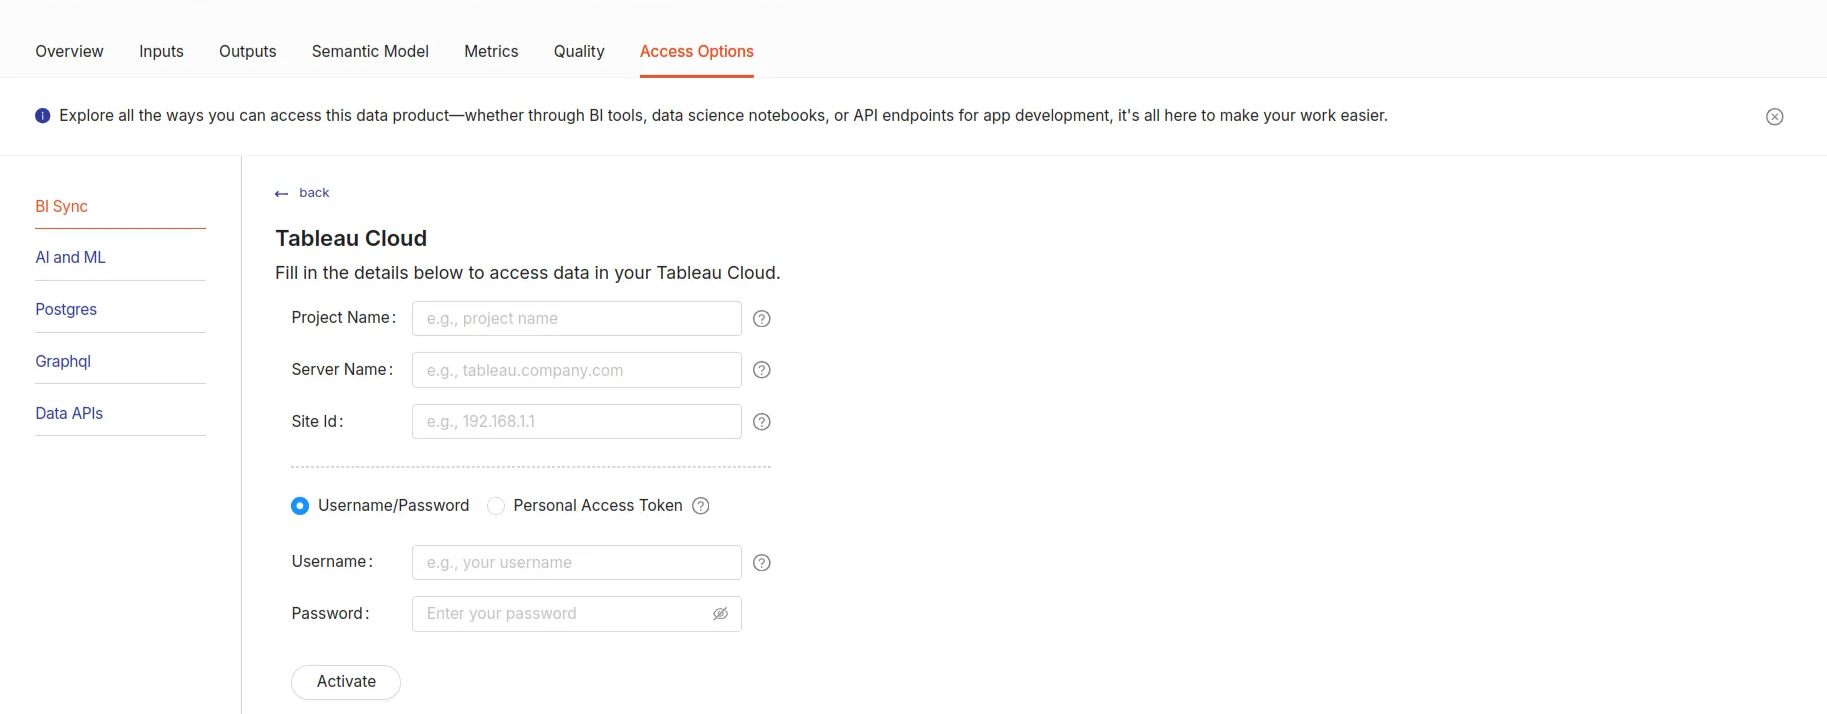 Overview Inputs Outputs Semantic Model Metrics Quality Access Options
Explore all the ways you can access this data product—whether through BI tools, data science notebooks, or API endpoints for app development, it's all here to make your work easier.
BI Sync
AI and ML
Postgres
Graphql
Data APIs
← back
Tableau Cloud
Fill in the details below to access data in your Tableau Cloud.
Project Name: e.g., project name
Server Name: e.g., tableau.company.com
Site Id: e.g., 192.168.1.1
Username/Password Personal Access Token
Username: e.g., your username
Password: Enter your password
Activate